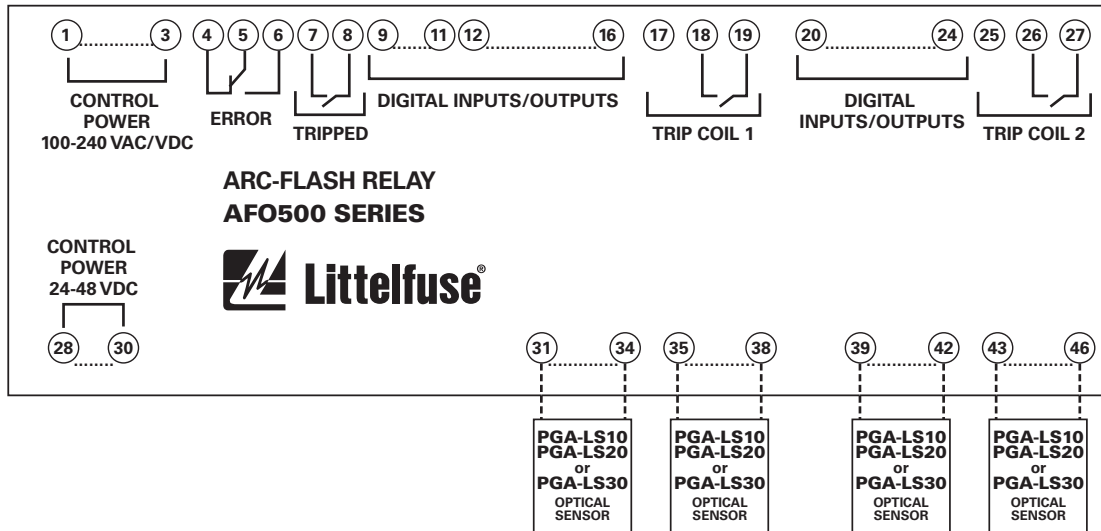 1 3 4 5 6 7 8 9 11 12 16 17 18 19 20 24 25 26 27
CONTROL
POWER
100-240 VAC/VDC
ERROR
TRIPPED
DIGITAL INPUTS/OUTPUTS
TRIP COIL 1
DIGITAL
INPUTS/OUTPUTS
TRIP COIL 2
ARC-FLASH RELAY
AFO500 SERIES
Littelfuse®
CONTROL
POWER
24-48 VDC
28 30
31 34 35 38 39 42 43 46
PGA-LS10
PGA-LS20
or
PGA-LS30
OPTICAL
SENSOR
PGA-LS10
PGA-LS20
or
PGA-LS30
OPTICAL
SENSOR
PGA-LS10
PGA-LS20
or
PGA-LS30
OPTICAL
SENSOR
PGA-LS10
PGA-LS20
or
PGA-LS30
OPTICAL
SENSOR